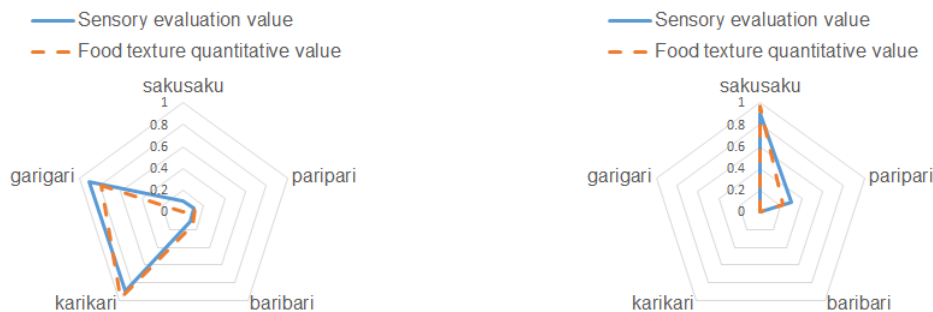 Sensory evaluation value
Food texture quantitative value
sakusaku
1
0.8
0.6
0.4
0.2
0
garigari
paripari
karikari
baribari
Sensory evaluation value
Food texture quantitative value
sakusaku
1
0.8
0.6
0.4
0.2
0
garigari
paripari
karikari
baribari